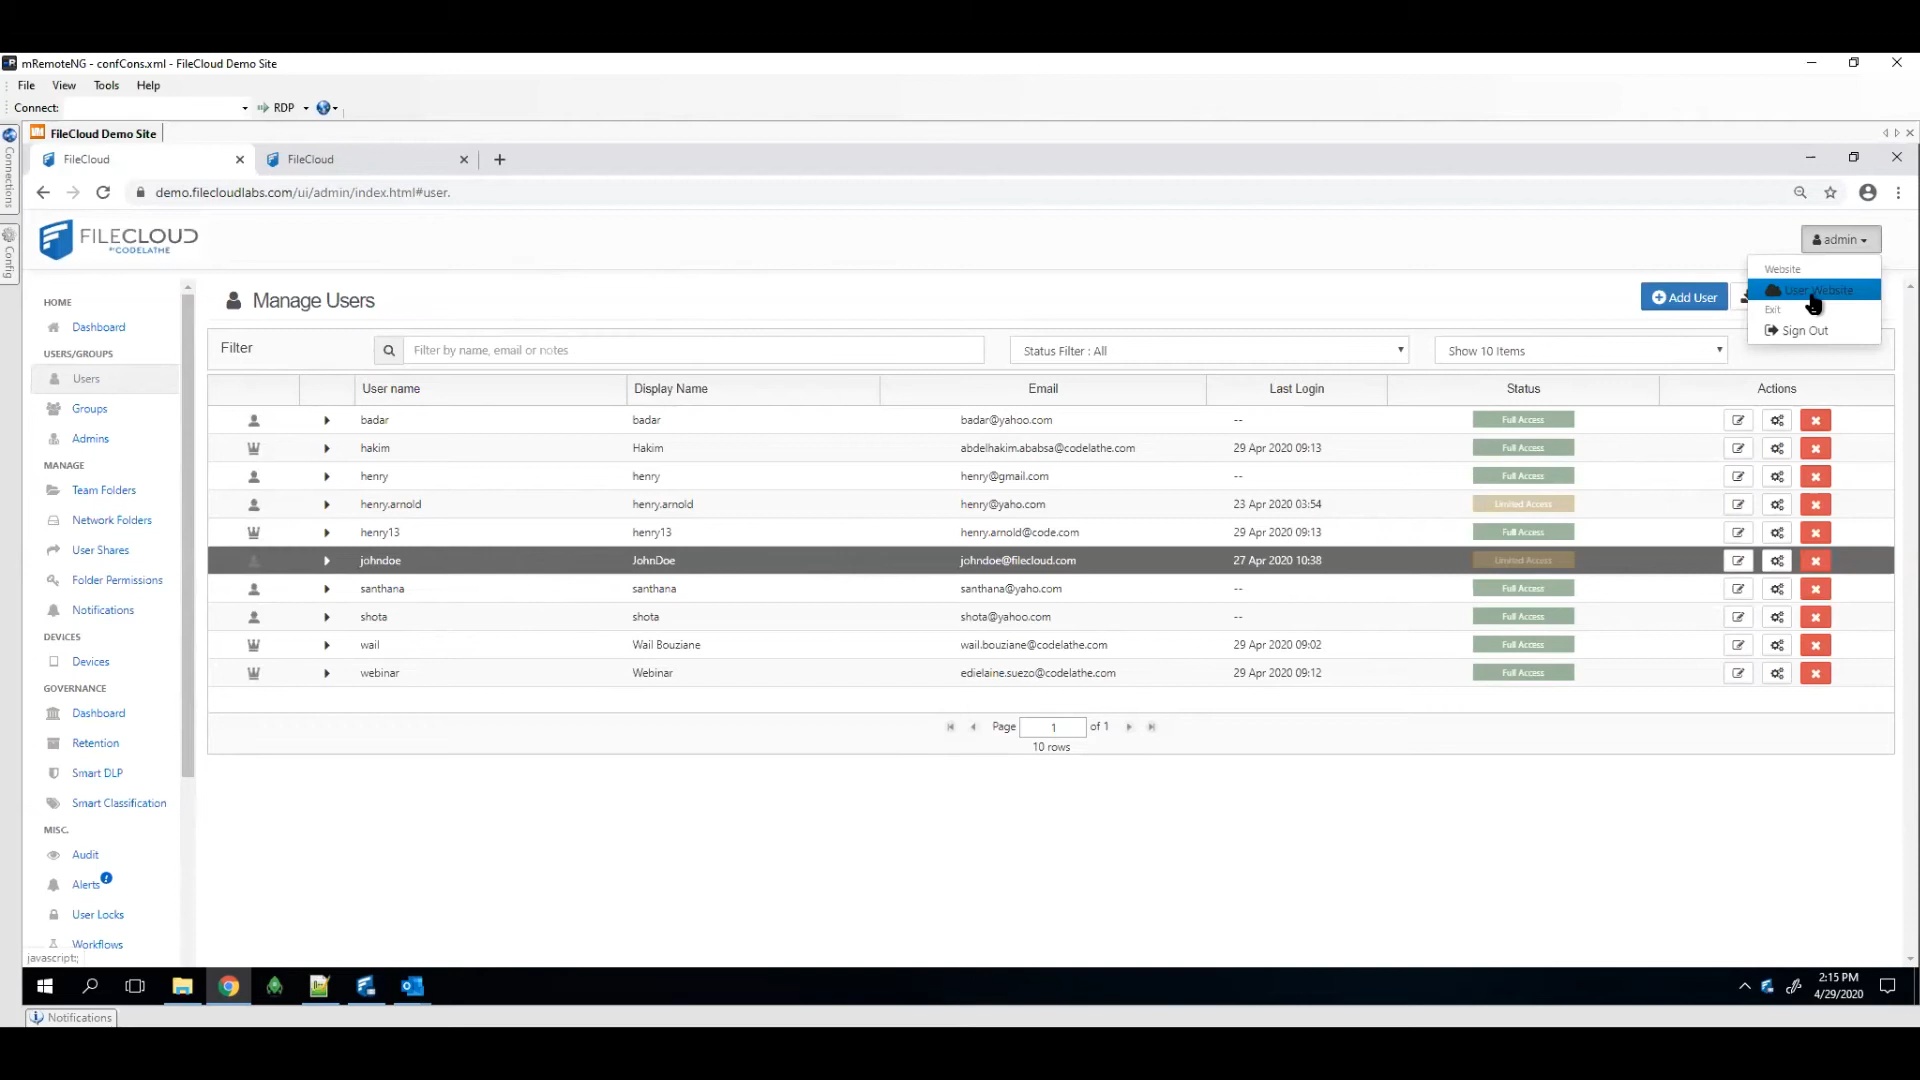 mRemoteNG - confCons.xml - FileCloud Demo Site
File View Tools Help
Connect: RDP
FileCloud Demo Site
Connections
Config
FileCloud FileCloud
demo.filecloudlabs.com/ui/admin/index.html#user.
FILECLOUD
BY CODELATHE
admin
Website
User Website
Exit
Sign Out
HOME
Dashboard
USERS/GROUPS
Users
Groups
Admins
MANAGE
Team Folders
Network Folders
User Shares
Folder Permissions
Notifications
DEVICES
Devices
GOVERNANCE
Dashboard
Retention
Smart DLP
Smart Classification
MISC.
Audit
Alerts
User Locks
Workflows
javascript:;
Manage Users
Add User
Filter Filter by name, email or notes Status Filter : All Show 10 Items
User name Display Name Email Last Login Status Actions
badar badar badar@yahoo.com -- Full Access
hakim Hakim abdelhakim.ababsa@codelathe.com 29 Apr 2020 09:13 Full Access
henry henry henry@gmail.com -- Full Access
henry.arnold henry.arnold henry@yaho.com 23 Apr 2020 03:54 Limited Access
henry13 henry13 henry.arnold@code.com 29 Apr 2020 09:13 Full Access
johndoe JohnDoe johndoe@filecloud.com 27 Apr 2020 10:38 Limited Access
santhana santhana santhana@yaho.com -- Full Access
shota shota shota@yahoo.com -- Full Access
wail Wail Bouziane wail.bouziane@codelathe.com 29 Apr 2020 09:02 Full Access
webinar Webinar edielaine.suezo@codelathe.com 29 Apr 2020 09:12 Full Access
Page 1 of 1
10 rows
2:15 PM
4/29/2020
Notifications